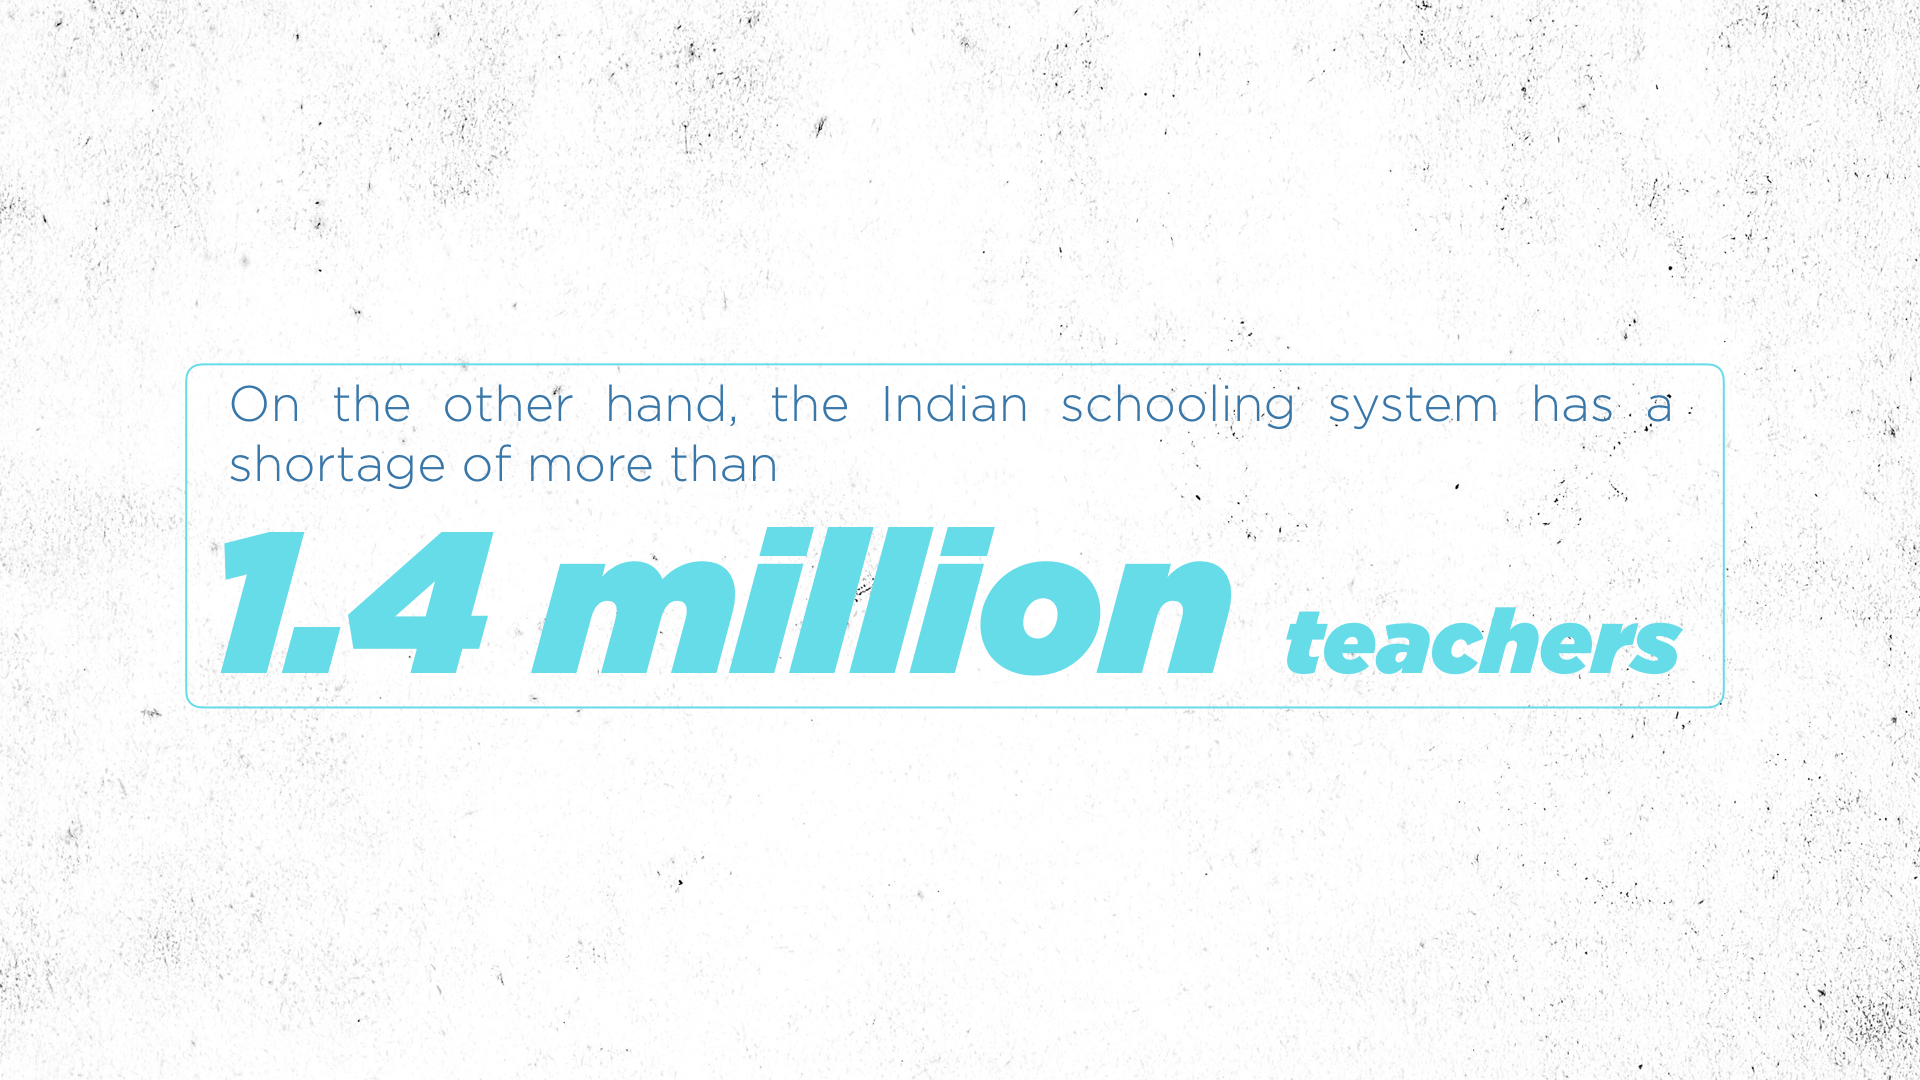 On the other hand, the Indian schooling system has a
shortage of more than
1.4 million teachers